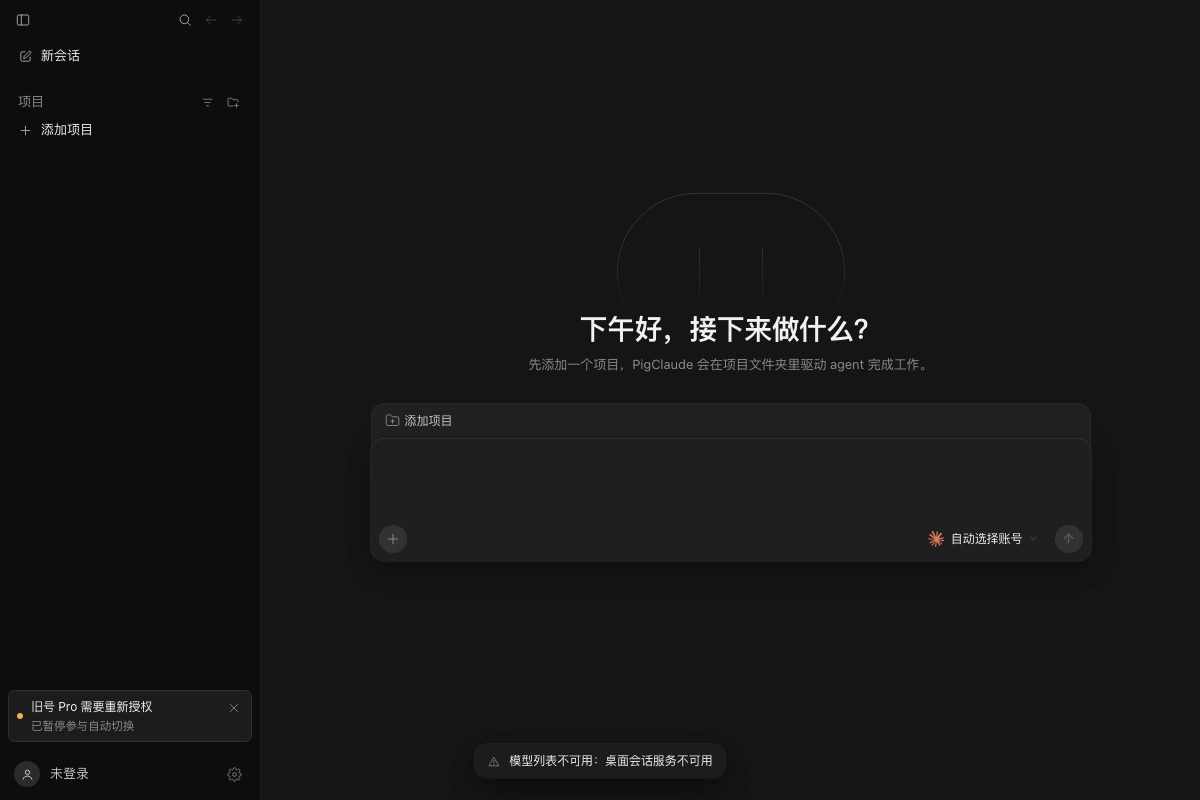 新会话
项目
添加项目
下午好，接下来做什么?
先添加一个项目，PigClaude 会在项目文件夹里驱动 agent 完成工作。
添加项目
自动选择账号
旧号 Pro 需要重新授权
已暂停参与自动切换
未登录
模型列表不可用：桌面会话服务不可用